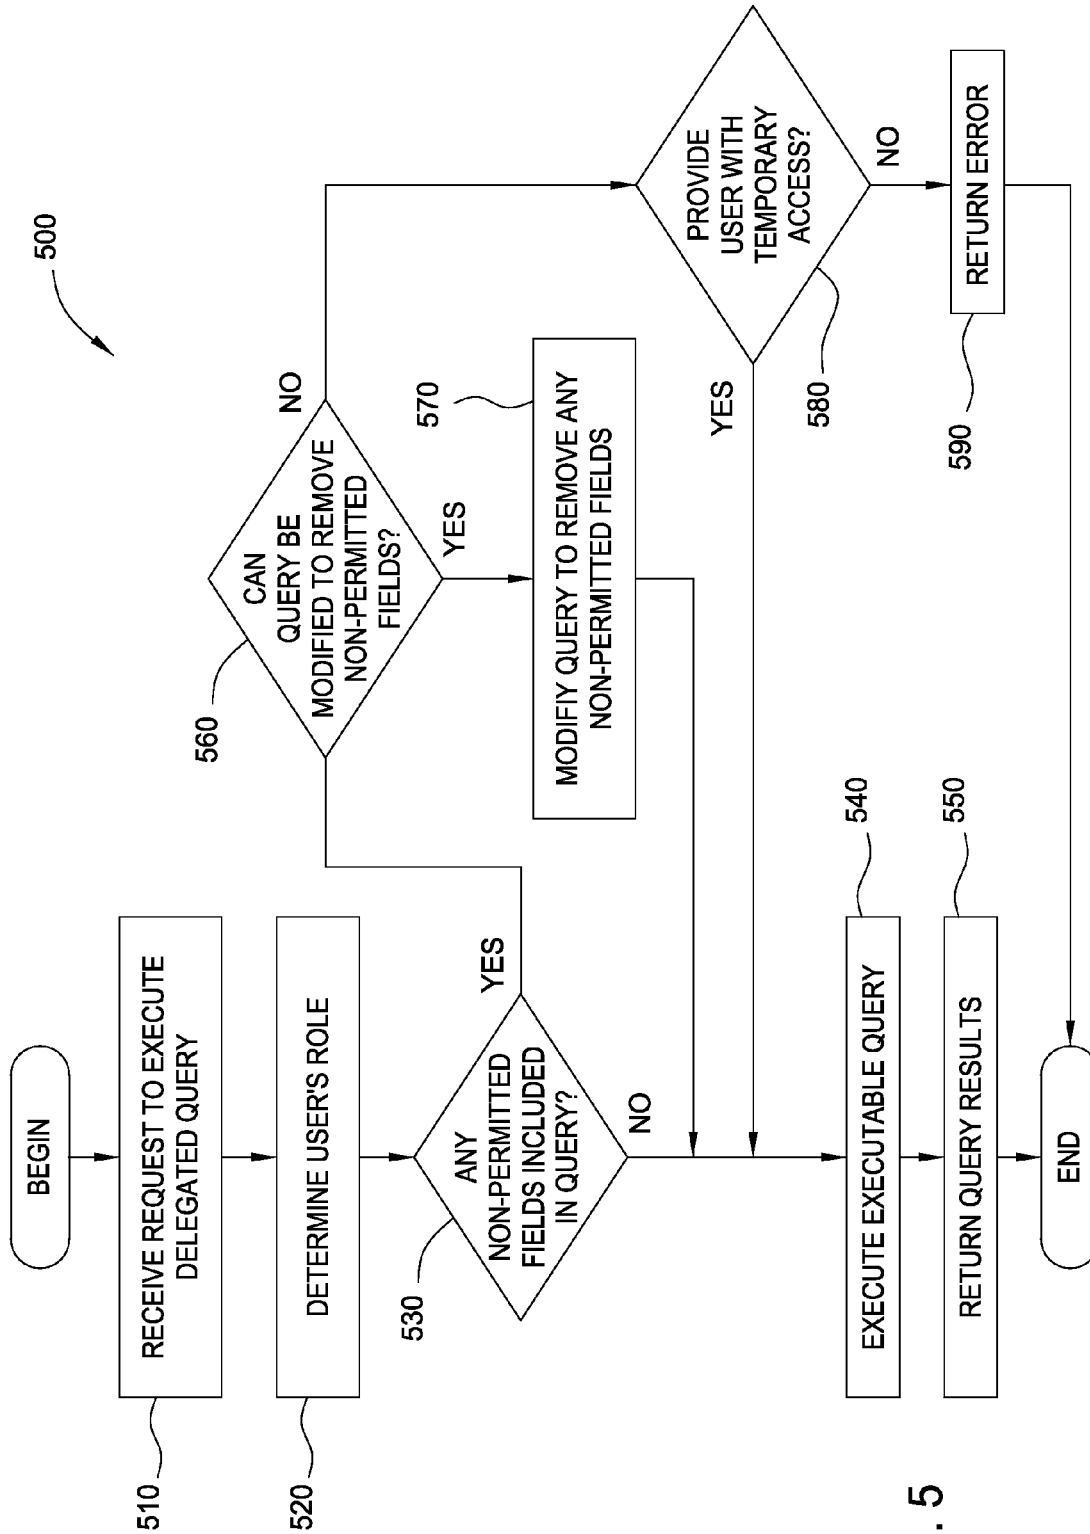 500
BEGIN
510
RECEIVE REQUEST TO EXECUTE
DELEGATED QUERY
520
DETERMINE USER'S ROLE
530
ANY
NON-PERMITTED
FIELDS INCLUDED
IN QUERY?
YES
NO
560
CAN
QUERY BE
MODIFIED TO REMOVE
NON-PERMITTED
FIELDS?
NO
YES
570
MODIFIY QUERY TO REMOVE ANY
NON-PERMITTED FIELDS
PROVIDE
USER WITH
TEMPORARY
ACCESS?
YES
580
NO
590
RETURN ERROR
540
EXECUTE EXECUTABLE QUERY
550
RETURN QUERY RESULTS
END
. 5